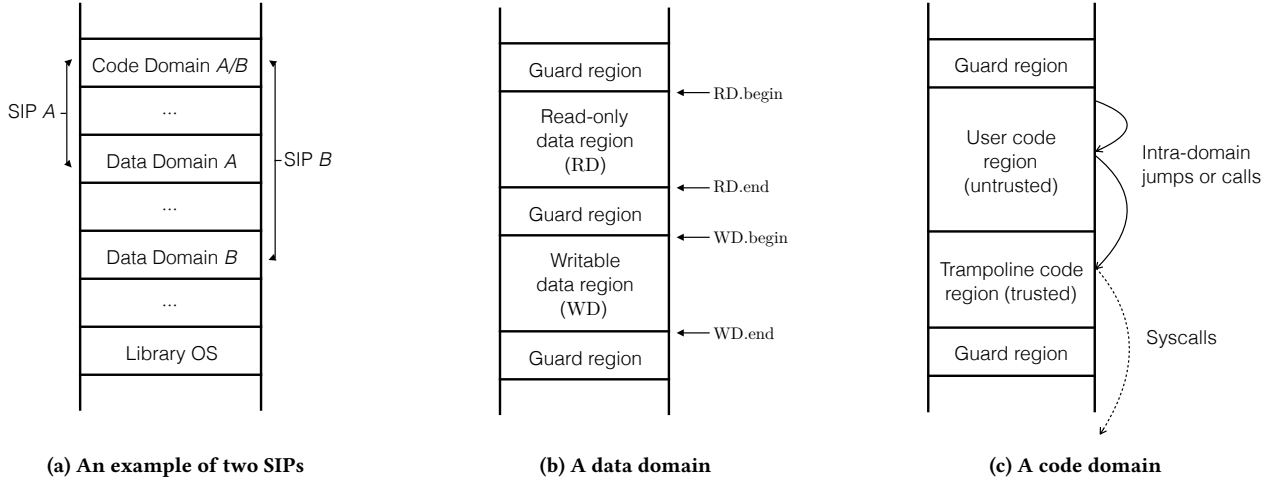 Code Domain A/B
SIP A
...
Data Domain A
SIP B
...
Data Domain B
...
Library OS
(a) An example of two SIPs
Guard region
RD.begin
Read-only
data region
(RD)
RD.end
Guard region
WD.begin
Writable
data region
(WD)
WD.end
Guard region
(b) A data domain
Guard region
User code
region
(untrusted)
Intra-domain
jumps or calls
Trampoline code
region (trusted)
Syscalls
Guard region
(c) A code domain